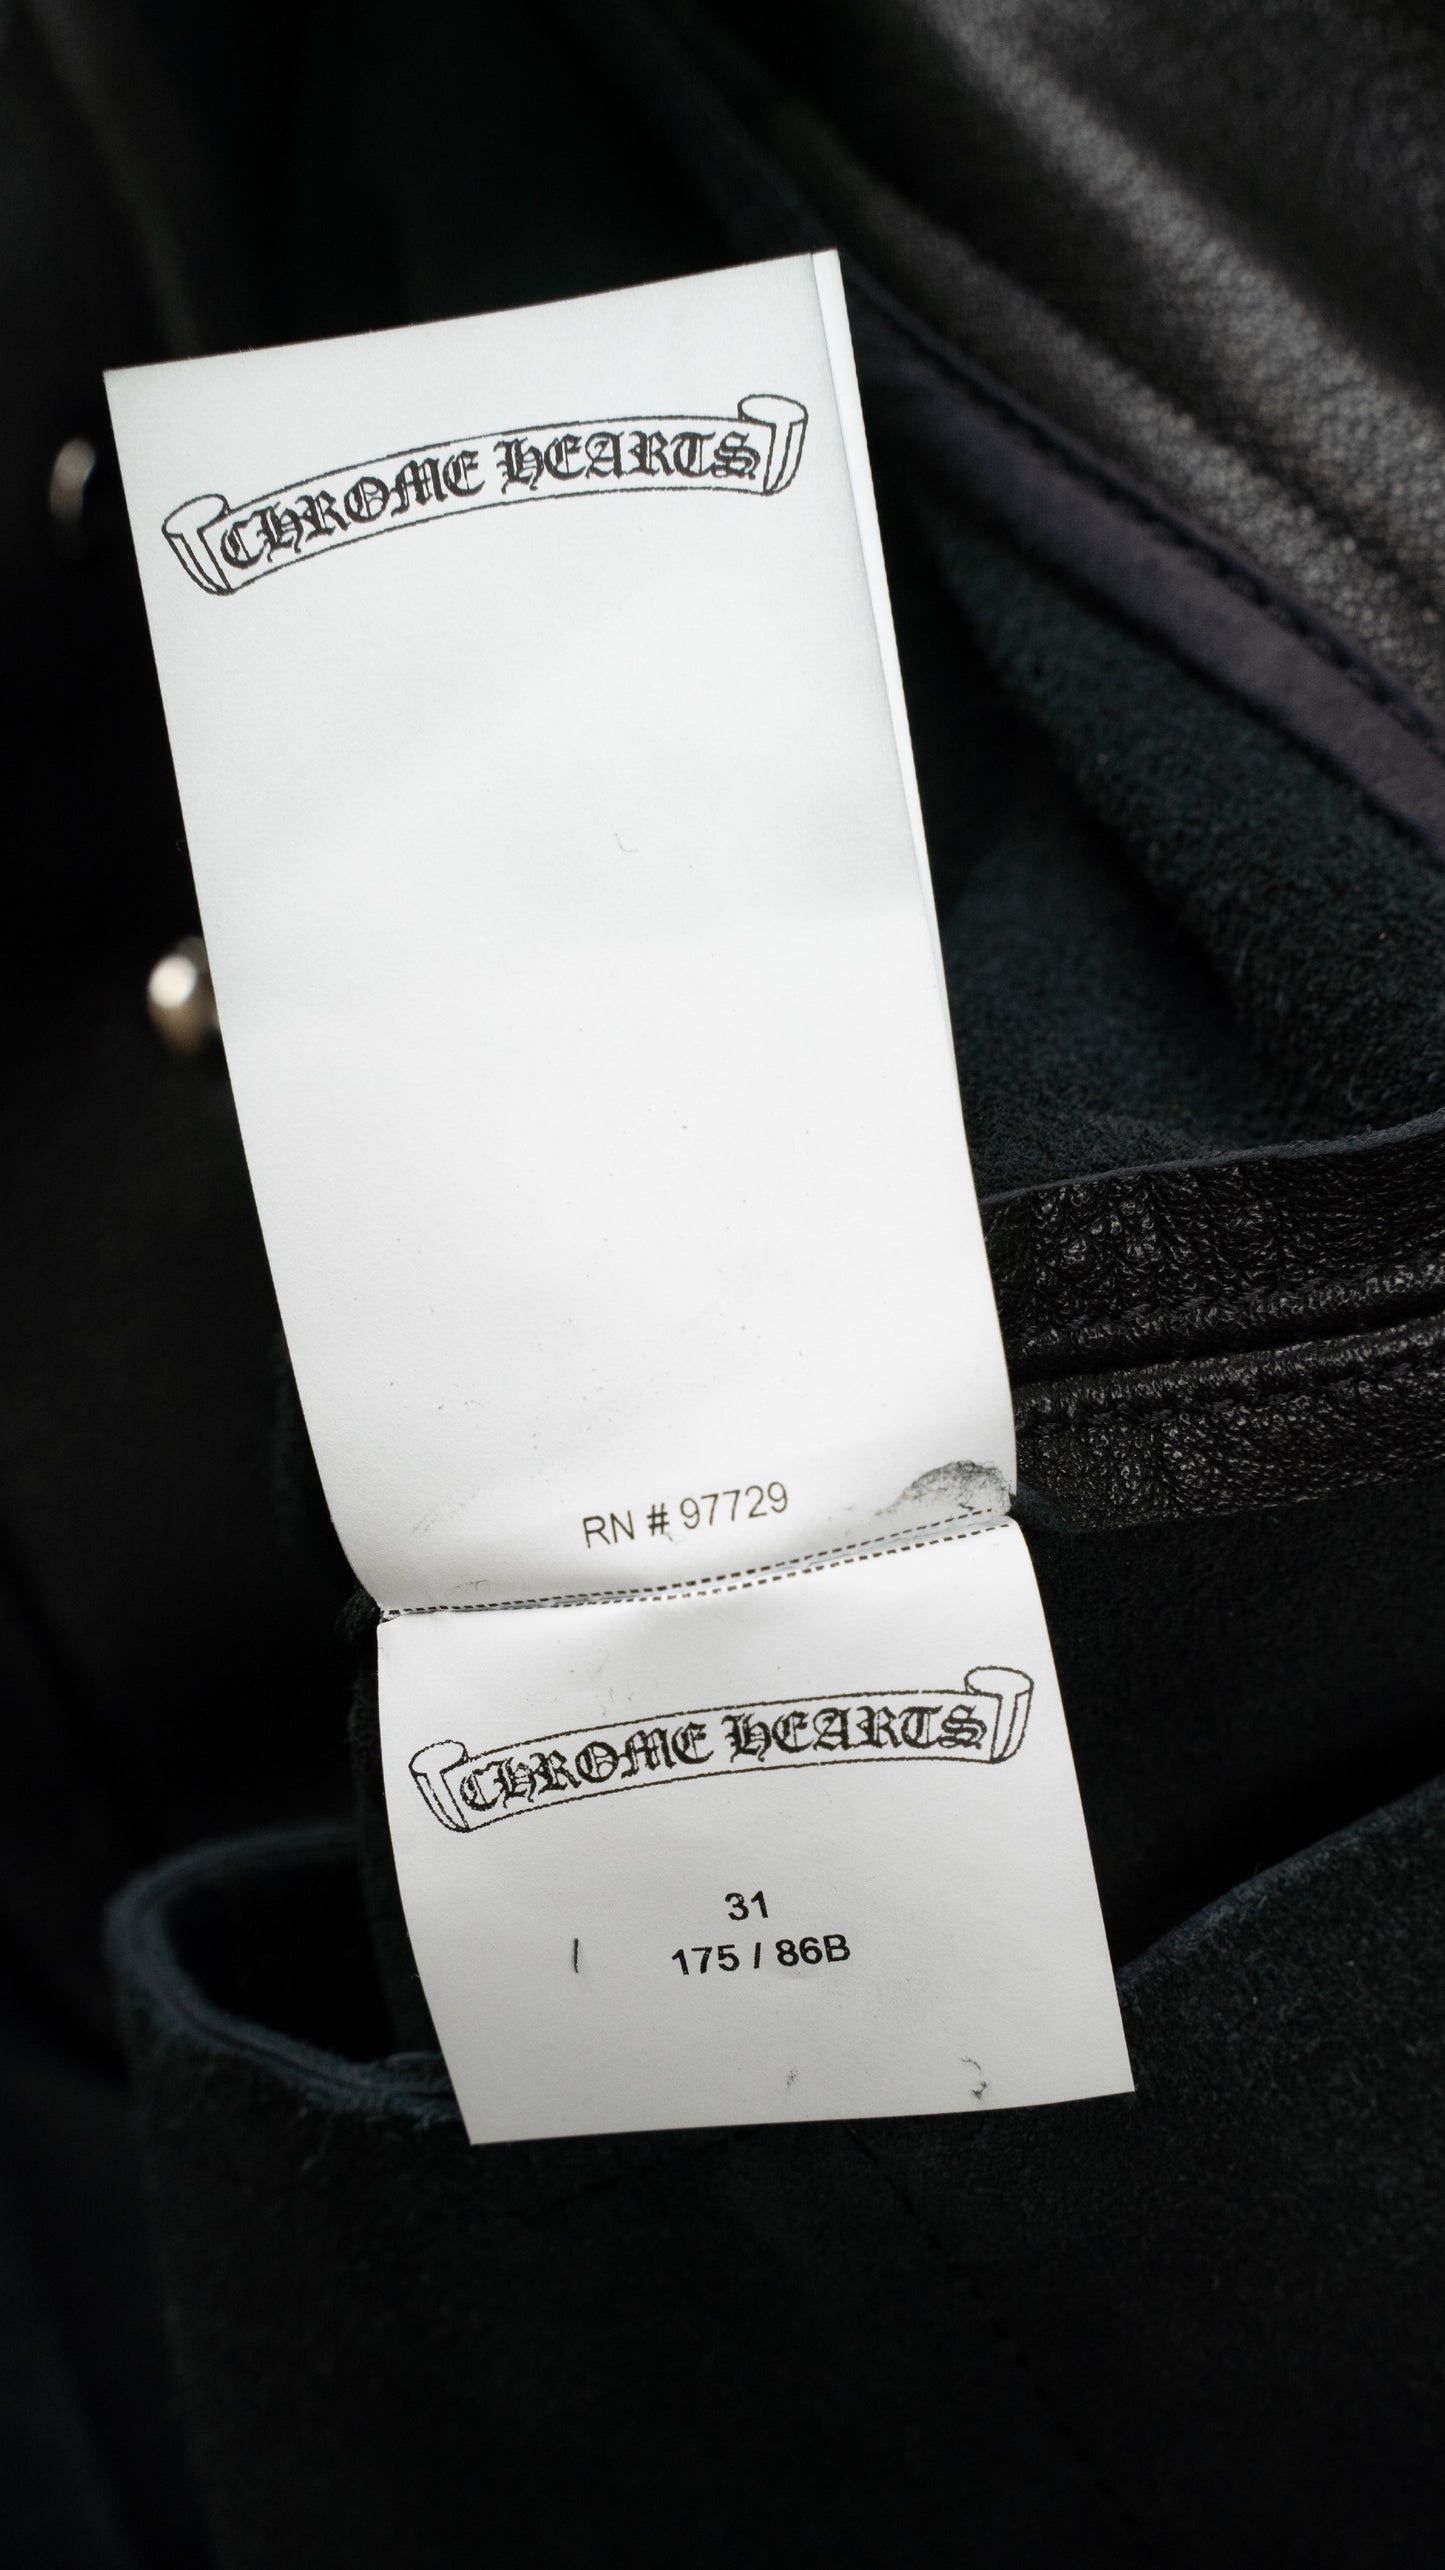 CHROME HEARTS
RN # 97729
CHROME HEARTS
31
175 / 86B